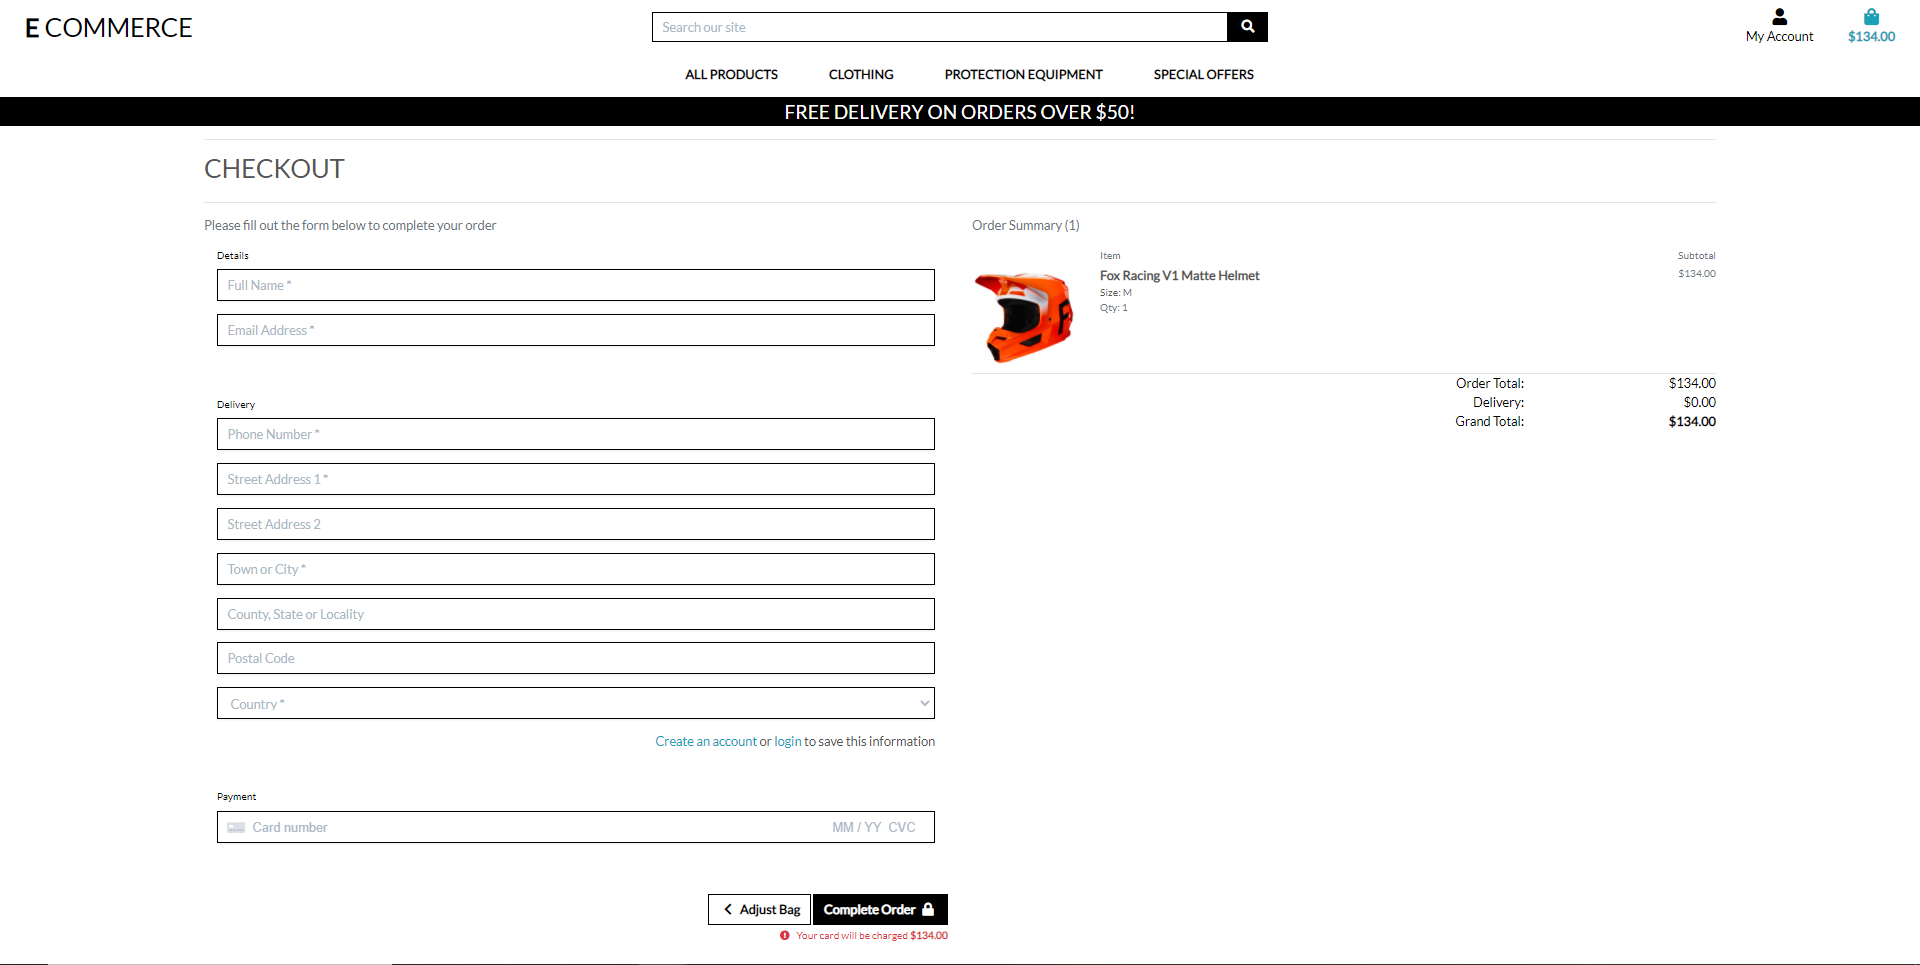 E COMMERCE
Search our site
My Account
$134.00
ALL PRODUCTS
CLOTHING
PROTECTION EQUIPMENT
SPECIAL OFFERS
FREE DELIVERY ON ORDERS OVER $50!
CHECKOUT
Please fill out the form below to complete your order
Details
Full Name *
Email Address *
Delivery
Phone Number *
Street Address 1 *
Street Address 2
Town or City *
County, State or Locality
Postal Code
Country *
Create an account or login to save this information
Payment
Card number MM / YY CVC
Adjust Bag
Complete Order
Your card will be charged $134.00
Order Summary (1)
Item Subtotal
Fox Racing V1 Matte Helmet $134.00
Size: M
Qty: 1
Order Total: $134.00
Delivery: $0.00
Grand Total: $134.00